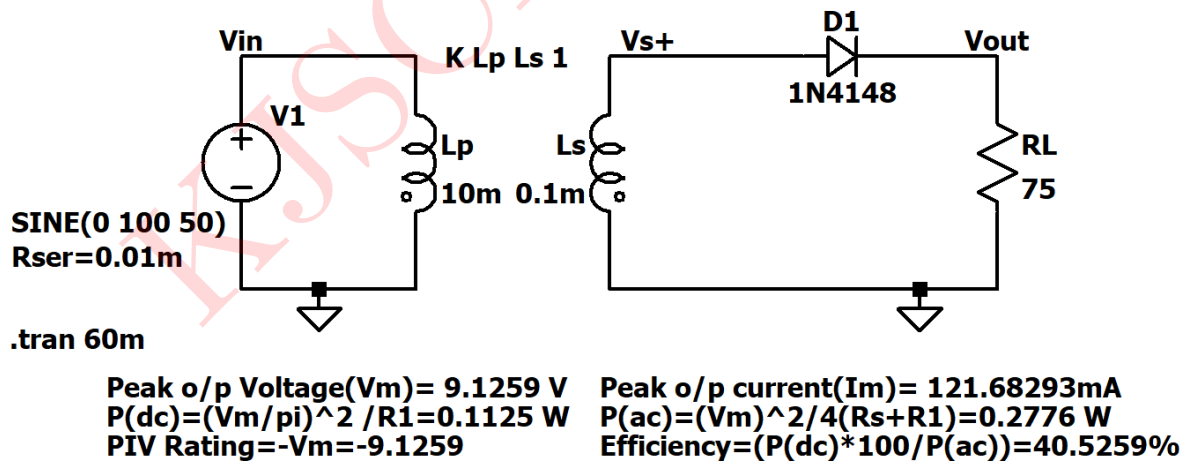 D1
Vin
K Lp Ls 1
Vs+
Vout
1N4148
V1
Lp
Ls
RL
10m
0.1m
75
SINE(0 100 50)
Rser=0.01m
.tran 60m
Peak o/p Voltage(Vm)= 9.1259 V
P(dc)=(Vm/pi)^2 /R1=0.1125 W
PIV Rating=-Vm=-9.1259
Peak o/p current(Im)= 121.68293mA
P(ac)=(Vm)^2/4(Rs+R1)=0.2776 W
Efficiency=(P(dc)*100/P(ac))=40.5259%